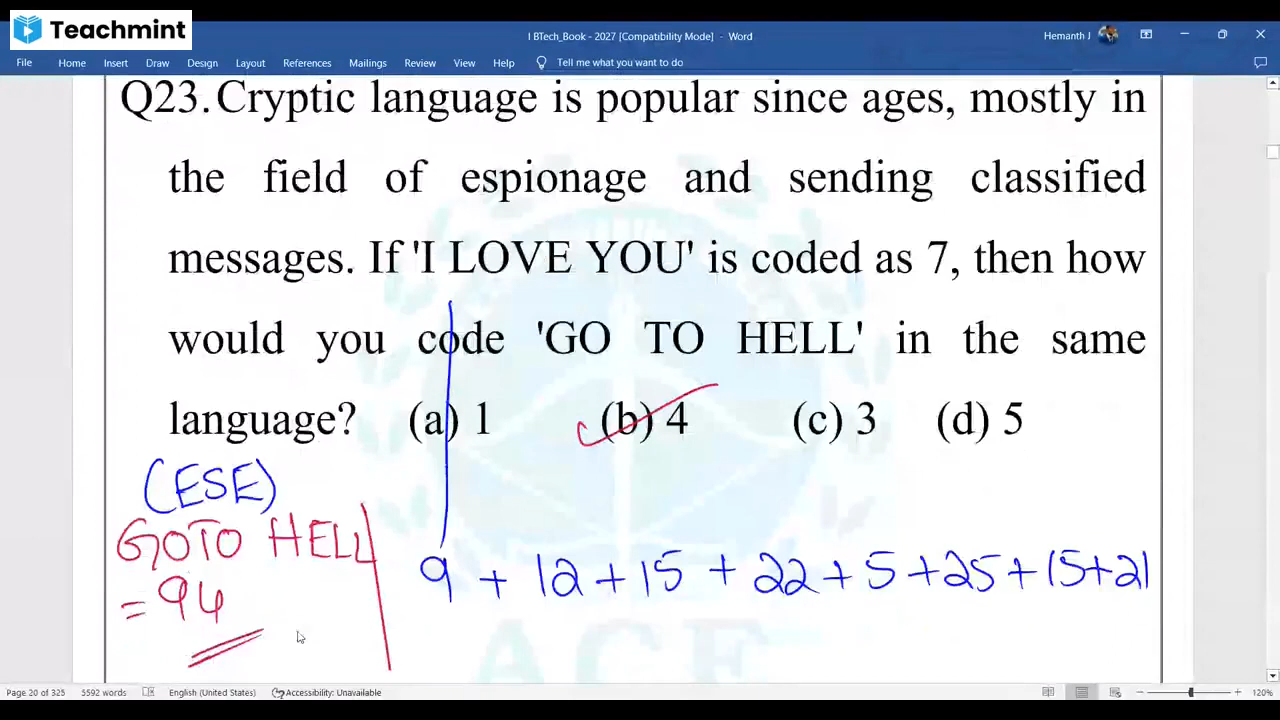 Teachmint
I BTech_Book - 2027 [Compatibility Mode] - Word
Hemanth J
File Home Insert Draw Design Layout References Mailings Review View Help Tell me what you want to do
Q23. Cryptic language is popular since ages, mostly in
the field of espionage and sending classified
messages. If 'I LOVE YOU' is coded as 7, then how
would you code 'GO TO HELL' in the same
language? (a) 1 (b) 4 (c) 3 (d) 5
(ESE)
GOTO HELL
= 94
9 + 12 + 15 + 22 + 5 + 25 + 15 + 21
ACE
Page 20 of 325 5592 words English (United States) Accessibility: Unavailable 120%